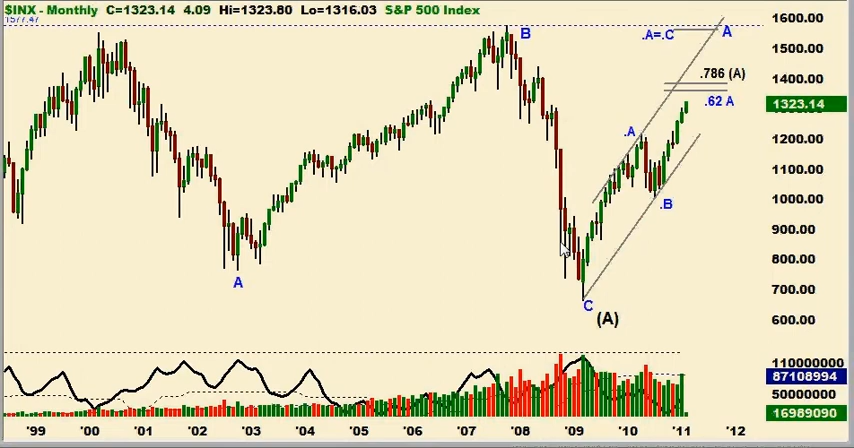 $INX - Monthly C=1323.14 4.09 Hi=1323.80 Lo=1316.03 S&P 500 Index
1577.47
1600.00
B
.A=.C
A
1500.00
.786 (A)
1400.00
.62 A
1323.14
.A
1200.00
1100.00
.B
1000.00
900.00
800.00
A
700.00
C
(A)
600.00
110000000
87108994
50000000
16989090
'99 '00 '01 '02 '03 '04 '05 '06 '07 '08 '09 '10 '11 '12